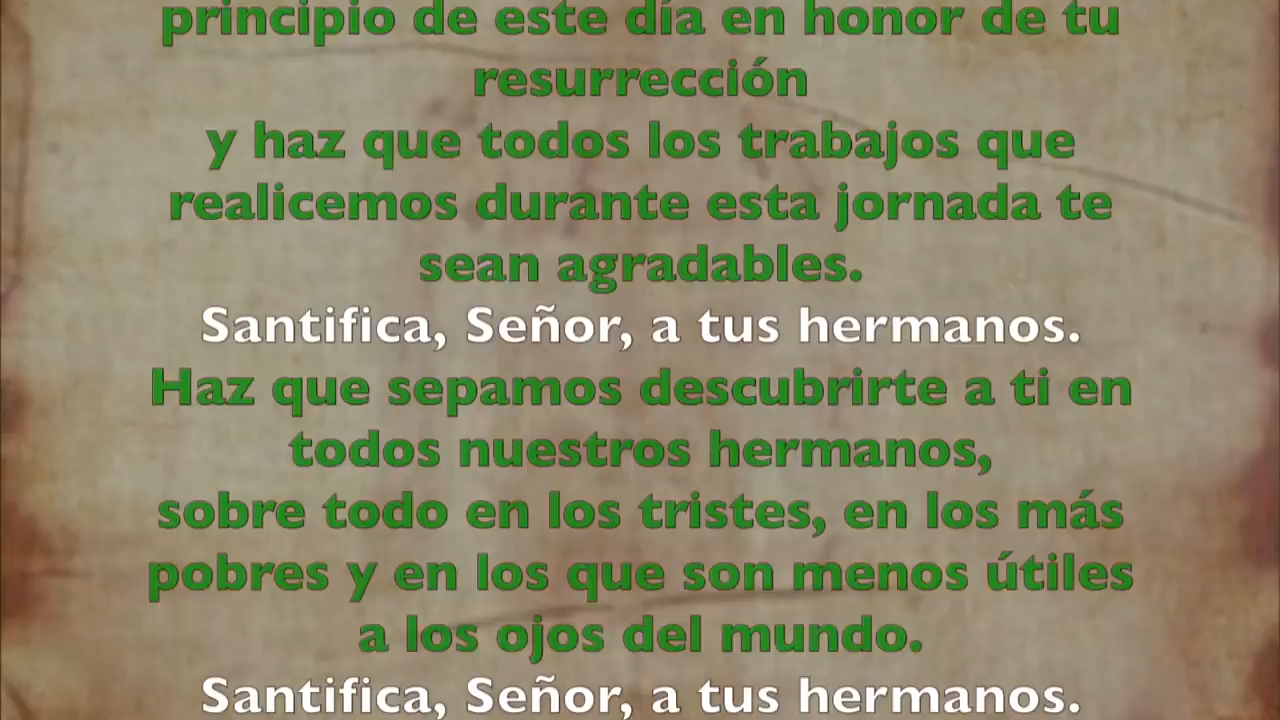 principio de este día en honor de tu
resurrección
y haz que todos los trabajos que
realicemos durante esta jornada te
sean agradables.
Santifica, Señor, a tus hermanos.
Haz que sepamos descubrirte a ti en
todos nuestros hermanos,
sobre todo en los tristes, en los más
pobres y en los que son menos útiles
a los ojos del mundo.
Santifica, Señor, a tus hermanos.